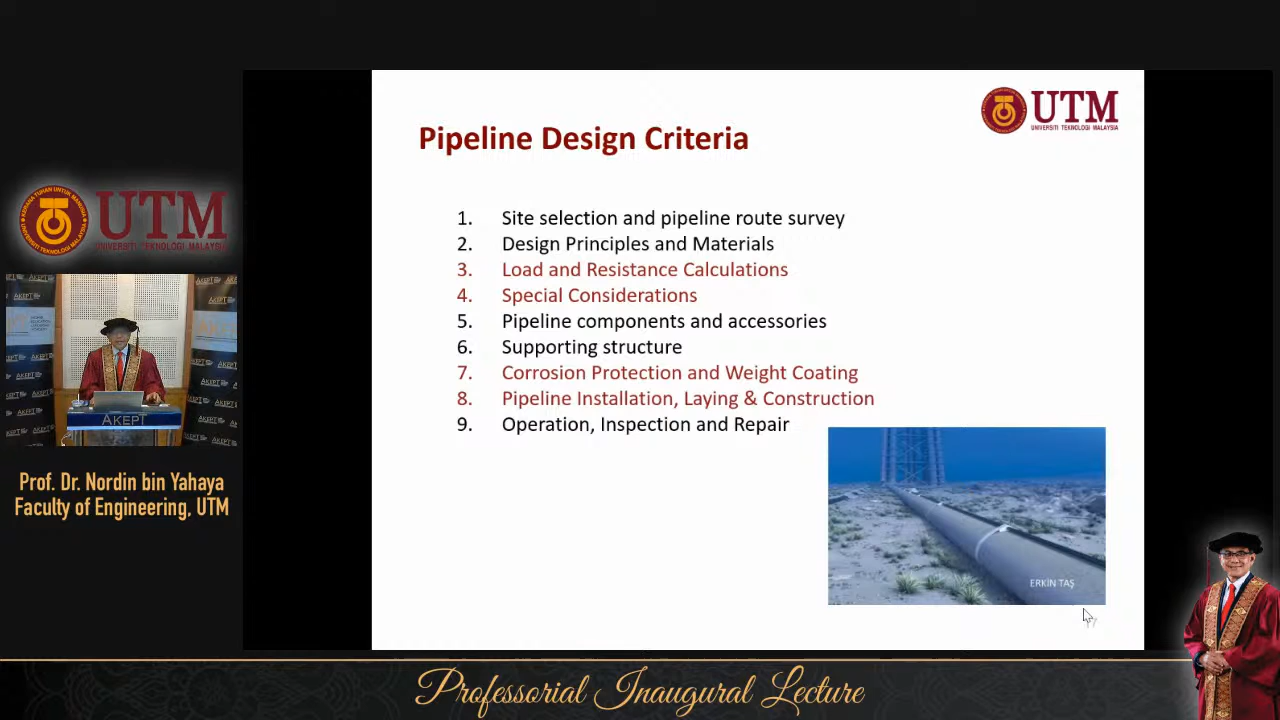 Pipeline Design Criteria
UTM
UNIVERSITI TEKNOLOGI MALAYSIA
1. Site selection and pipeline route survey
2. Design Principles and Materials
3. Load and Resistance Calculations
4. Special Considerations
5. Pipeline components and accessories
6. Supporting structure
7. Corrosion Protection and Weight Coating
8. Pipeline Installation, Laying & Construction
9. Operation, Inspection and Repair
ERKİN TAŞ
UTM
UNIVERSITI TEKNOLOGI MALAYSIA
AKEPT
Prof. Dr. Nordin bin Yahaya
Faculty of Engineering, UTM
Professorial Inaugural Lecture